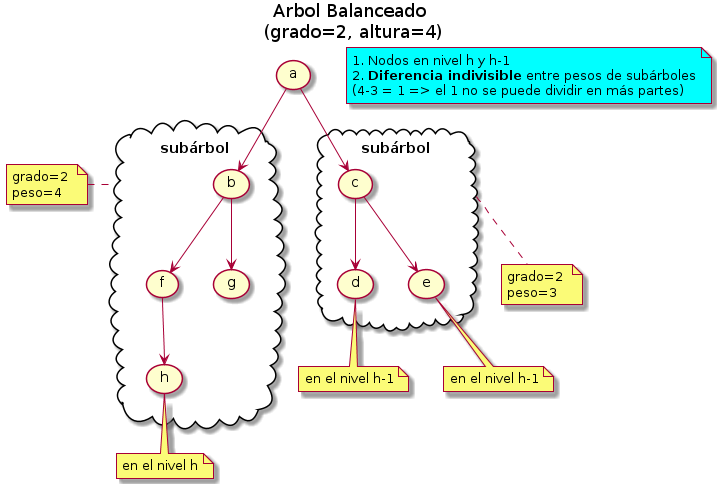 Arbol Balanceado
(grado=2, altura=4)
1. Nodos en nivel h y h-1
2. Diferencia indivisible entre pesos de subárboles
(4-3 = 1 => el 1 no se puede dividir en más partes)
a
subárbol
subárbol
grado=2
peso=4
b
c
f
g
d
e
grado=2
peso=3
h
en el nivel h-1
en el nivel h-1
en el nivel h